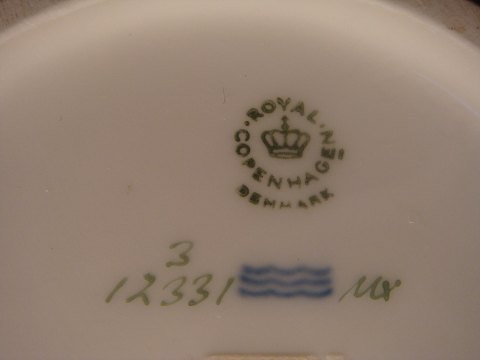 ROYAL
COPENHAGEN
DENMARK
3
12331